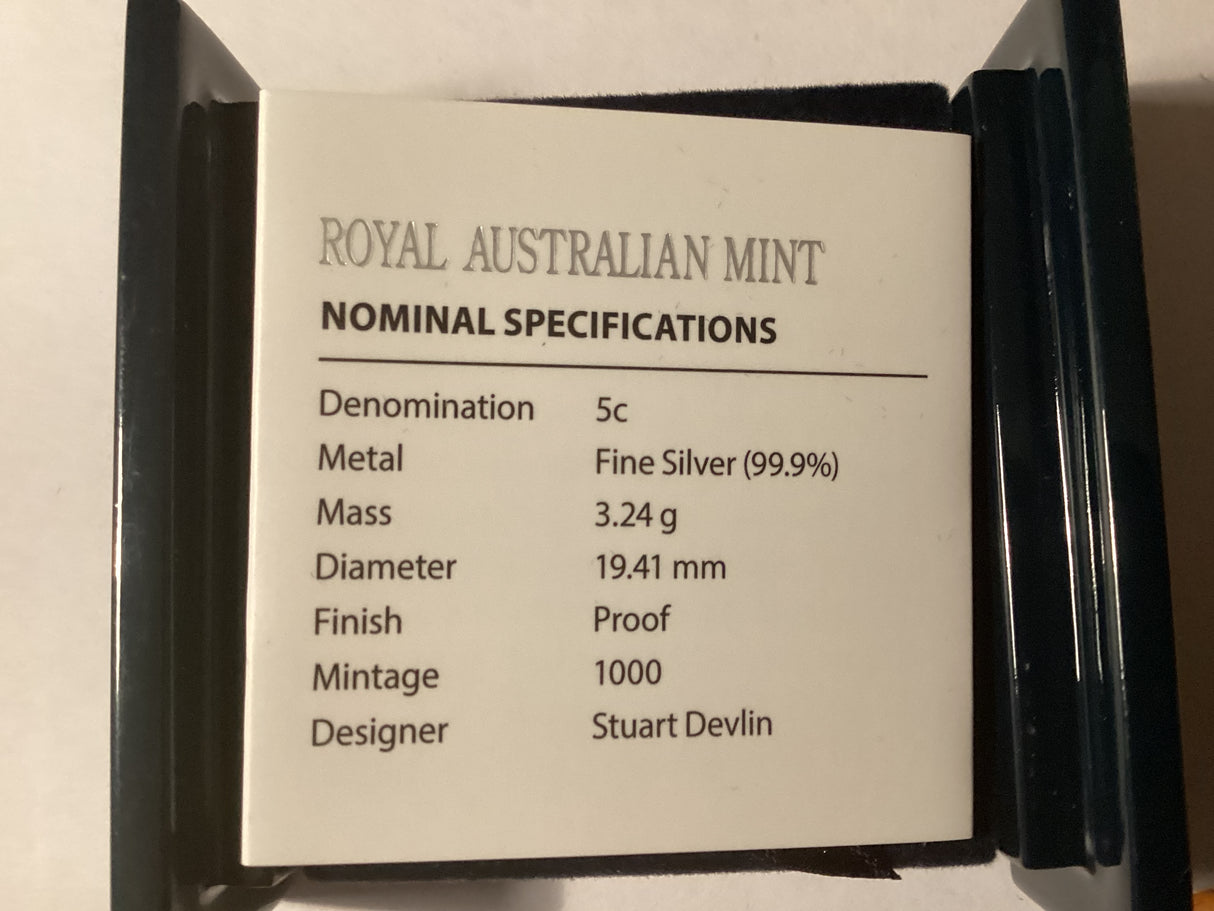 ROYAL AUSTRALIAN MINT
NOMINAL SPECIFICATIONS
Denomination 5c
Metal Fine Silver (99.9%)
Mass 3.24 g
Diameter 19.41 mm
Finish Proof
Mintage 1000
Designer Stuart Devlin